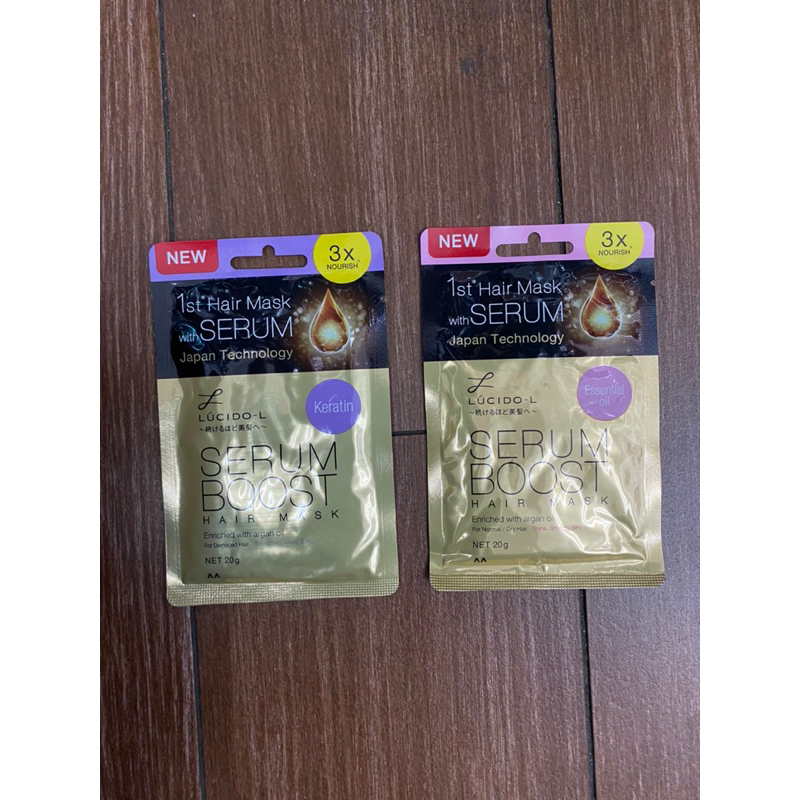 NEW
3x
NOURISH
1st Hair Mask
with SERUM
Japan Technology
LÚCIDO-L
~続けるほど美髪へ~
Keratin
SERUM
BOOST
HAIR MASK
Enriched with argan oil
For Damaged Hair
NET 20g
NEW
3x
NOURISH
1st Hair Mask
with SERUM
Japan Technology
LÚCIDO-L
~続けるほど美髪へ~
Essential
oil
SERUM
BOOST
HAIR MASK
Enriched with argan oil
For Normal / Dry Hair
NET 20g